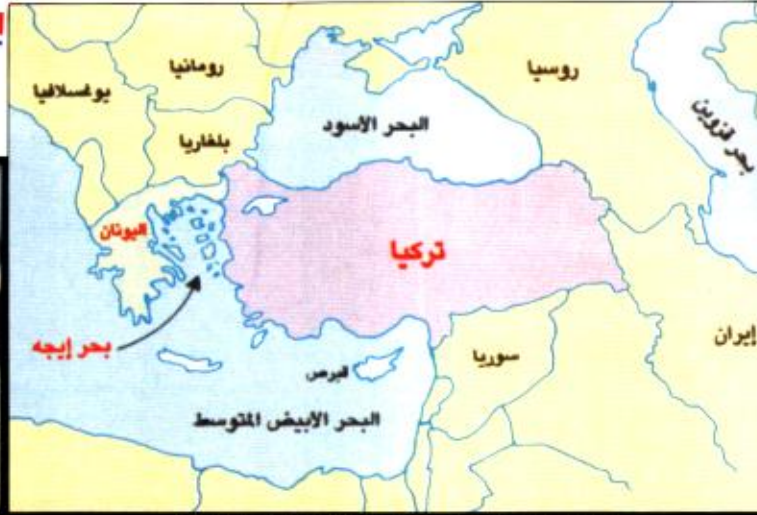 رومانيا
روسيا
يوغسلافيا
بحر قزوين
البحر الأسود
بلغاريا
اليونان
تركيا
إيران
بحر إيجه
سوريا
قبرص
البحر الأبيض المتوسط